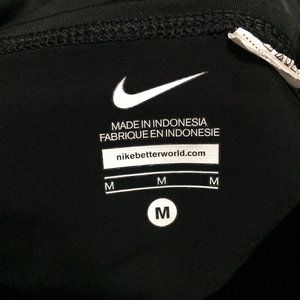 MADE IN INDONESIA
FABRIQUE EN INDONESIE
nikebetterworld.com
M M M
M